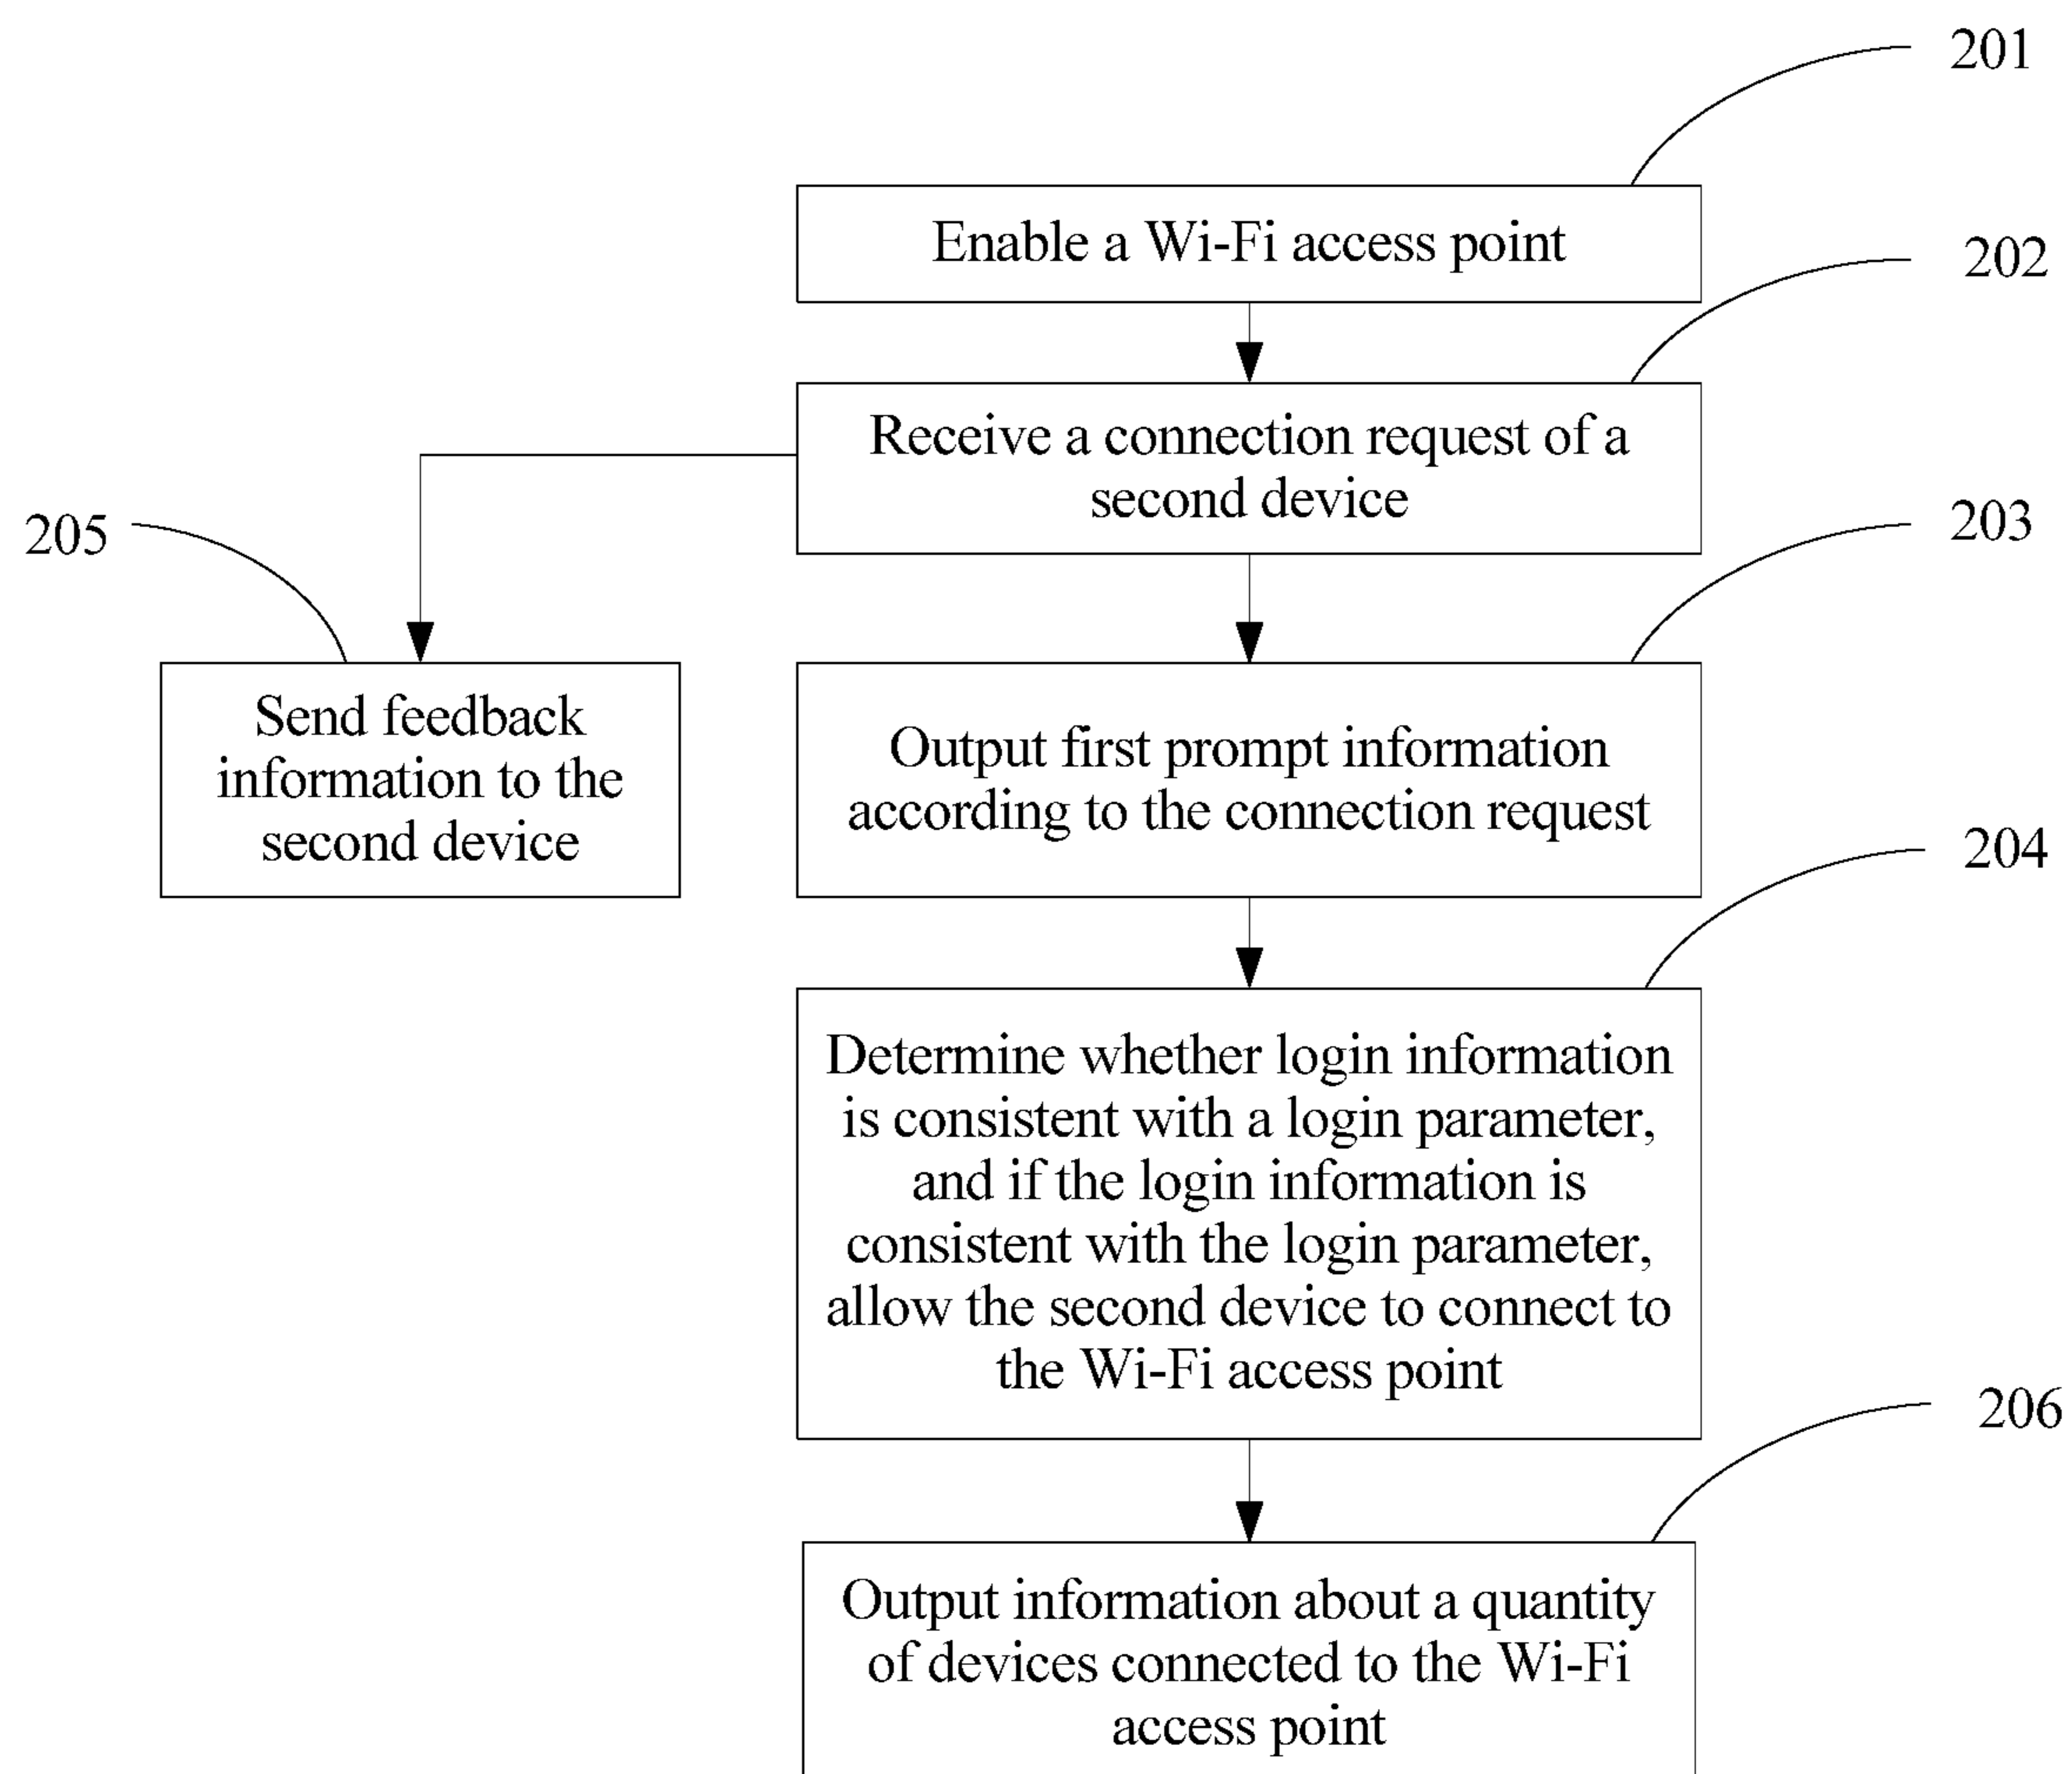 201
Enable a Wi-Fi access point
202
Receive a connection request of a
second device
205
203
Send feedback
information to the
second device
Output first prompt information
according to the connection request
204
Determine whether login information
is consistent with a login parameter,
and if the login information is
consistent with the login parameter,
allow the second device to connect to
the Wi-Fi access point
206
Output information about a quantity
of devices connected to the Wi-Fi
access point